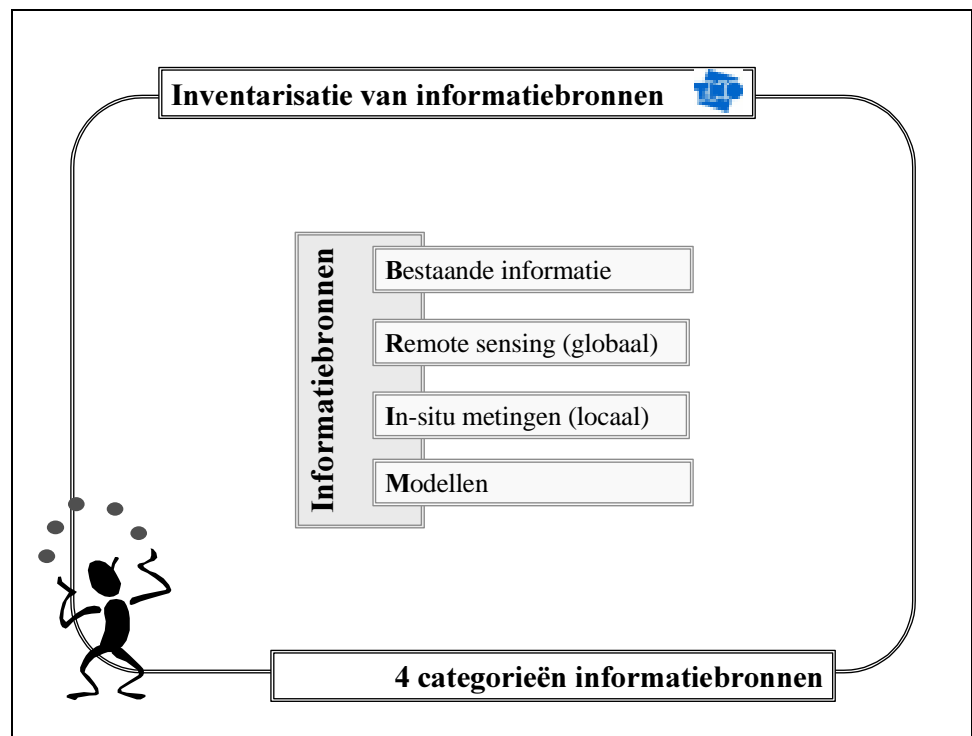 Inventarisatie van informatiebronnen
Informatiebronnen
Bestaande informatie
Remote sensing (globaal)
In-situ metingen (locaal)
Modellen
4 categorieën informatiebronnen